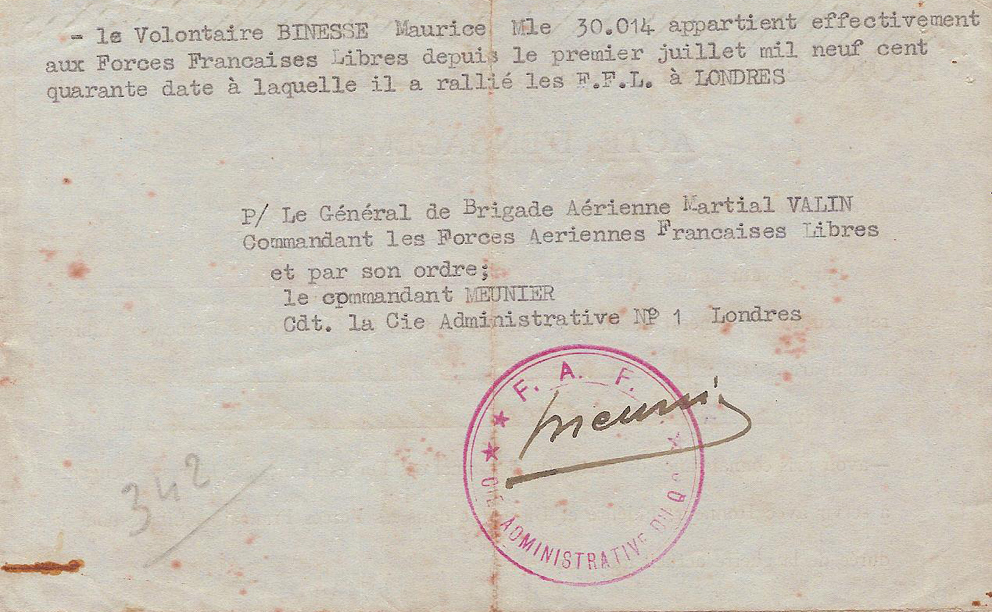 - le Volontaire BINESSE Maurice Mle 30.014 appartient effectivement
aux Forces Francaises Libres depuis le premier juillet mil neuf cent
quarante date à laquelle il a rallié les F.F.L. à LONDRES
P/ Le Général de Brigade Aérienne Martial VALIN
Commandant les Forces Aeriennes Francaises Libres
et par son ordre;
le commandant MEUNIER
Cdt. la Cie Administrative Nº 1 Londres
F. A. F.
ADMINISTRATIVE DU Q
Meunier
342